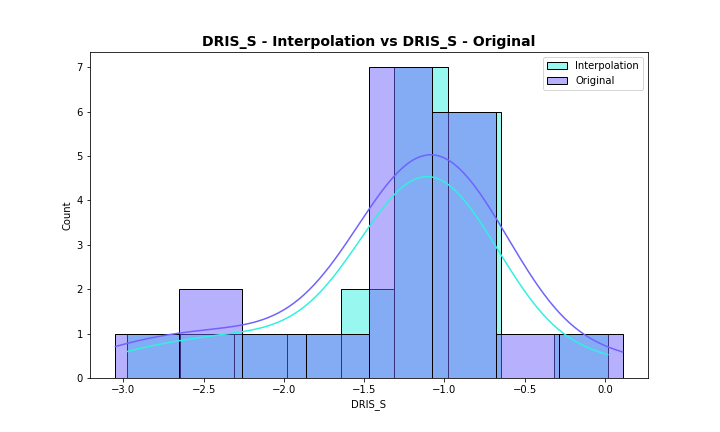 DRIS_S - Interpolation vs DRIS_S - Original
Interpolation
Original
7
6
5
4
3
2
1
0
Count
−3.0 −2.5 −2.0 −1.5 −1.0 −0.5 0.0
DRIS_S